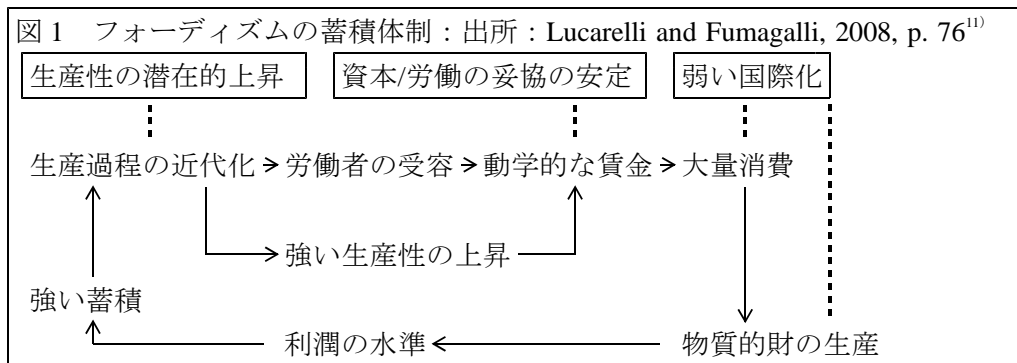 図1 フォーディズムの蓄積体制：出所：Lucarelli and Fumagalli, 2008, p. 76¹¹⁾
生産性の潜在的上昇 資本/労働の妥協の安定 弱い国際化
生産過程の近代化 > 労働者の受容 > 動学的な賃金 > 大量消費
強い生産性の上昇
強い蓄積
利潤の水準 物質的財の生産